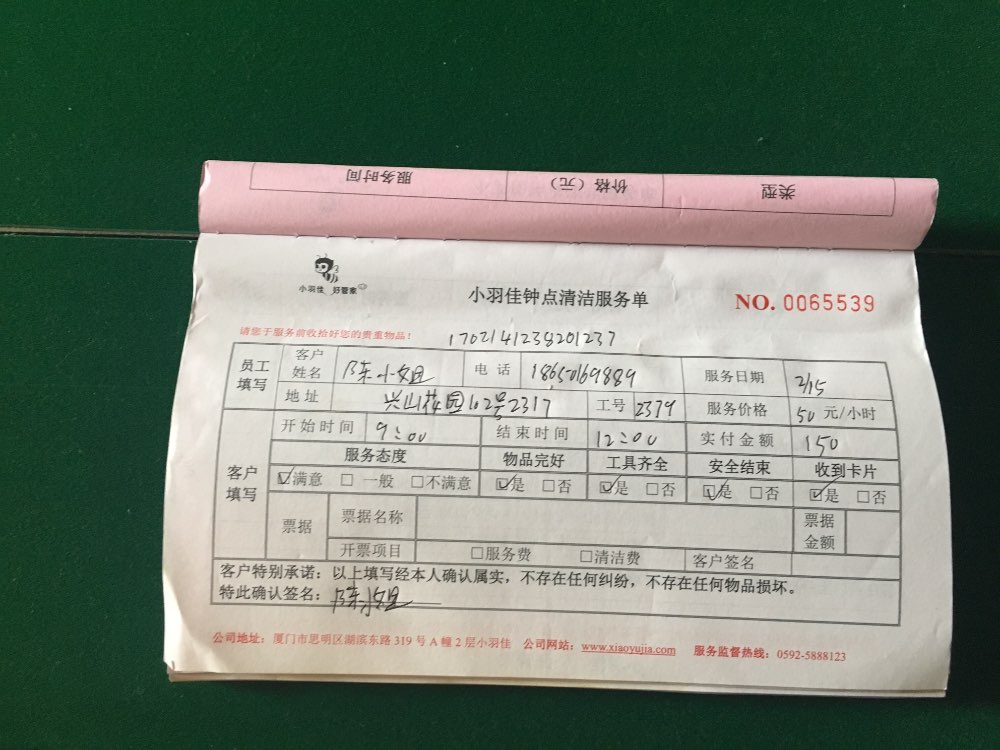 服务时间 价格（元） 类型
小羽佳 好管家
小羽佳钟点清洁服务单 NO. 0065539
请您于服务前收拾好您的贵重物品！ 1702141238201237
员工填写 客户姓名 陈小姐 电话 18650169889 服务日期 2/15
地址 兴山花园102号2317 工号 2379 服务价格 50 元/小时
客户填写 开始时间 9:00 结束时间 12:00 实付金额 150
服务态度 物品完好 工具齐全 安全结束 收到卡片
☑满意 □ 一般 □不满意 ☑是 □否 ☑是 □否 ☑是 □否 ☑是 □否
票据 票据名称 票据金额
开票项目 □服务费 □清洁费 客户签名
客户特别承诺：以上填写经本人确认属实，不存在任何纠纷，不存在任何物品损坏。
特此确认签名：陈小姐
公司地址：厦门市思明区湖滨东路 319 号 A 幢 2 层小羽佳 公司网站：www.xiaoyujia.com 服务监督热线：0592-5888123